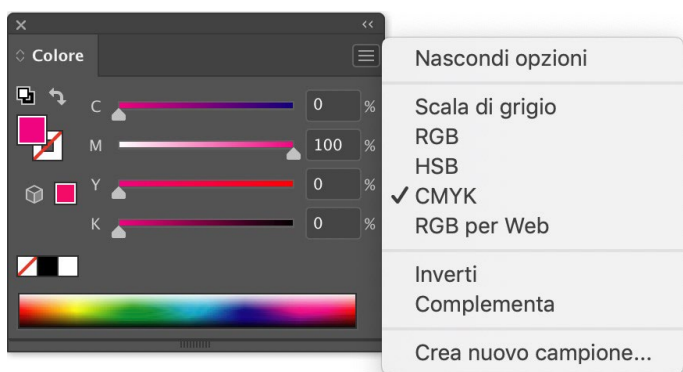 Colore
C 0 %
M 100 %
Y 0 %
K 0 %
Nascondi opzioni
Scala di grigio
RGB
HSB
✓ CMYK
RGB per Web
Inverti
Complementa
Crea nuovo campione...